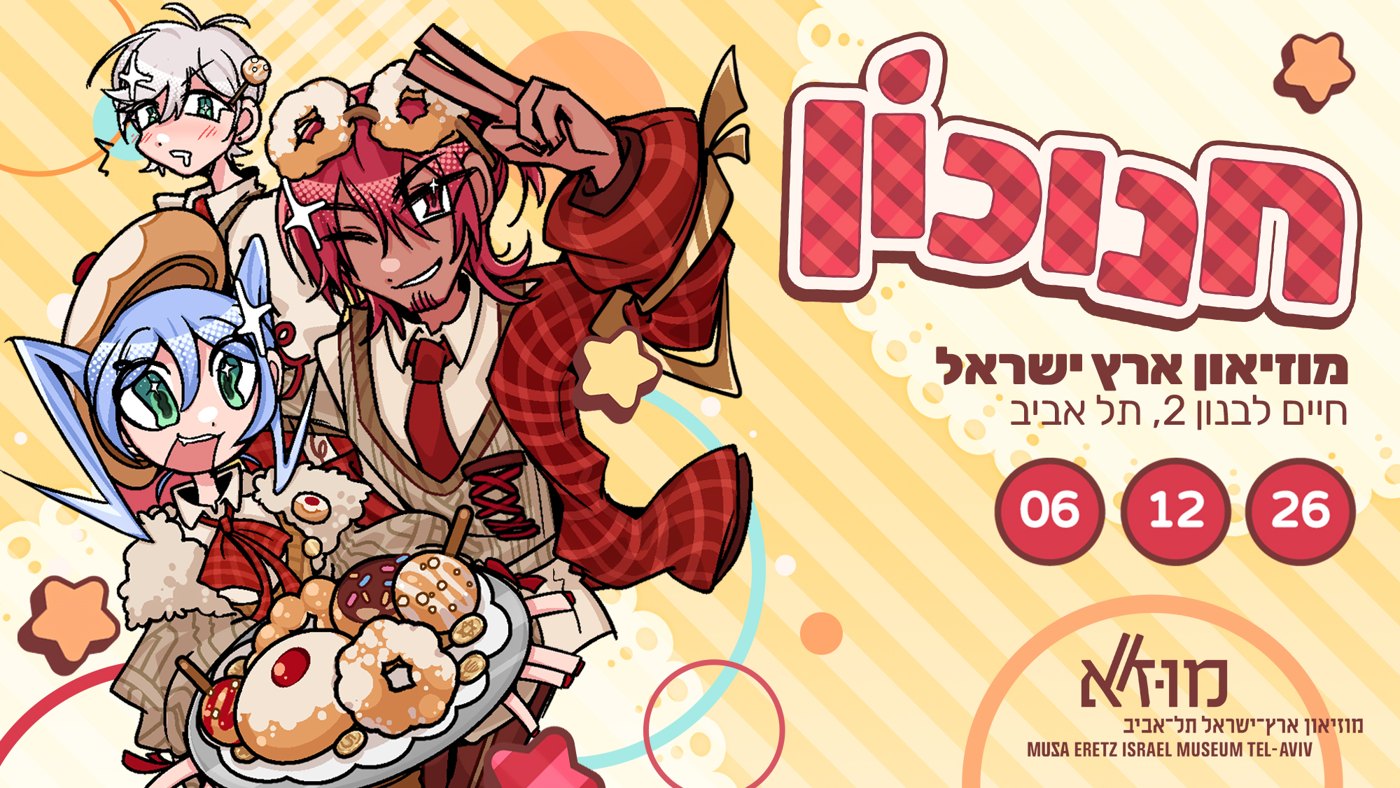 חנוכון
מוזיאון ארץ ישראל
חיים לבנון 2, תל אביב
06 12 26
מוזא
מוזיאון ארץ־ישראל תל־אביב
MUZA ERETZ ISRAEL MUSEUM TEL-AVIV